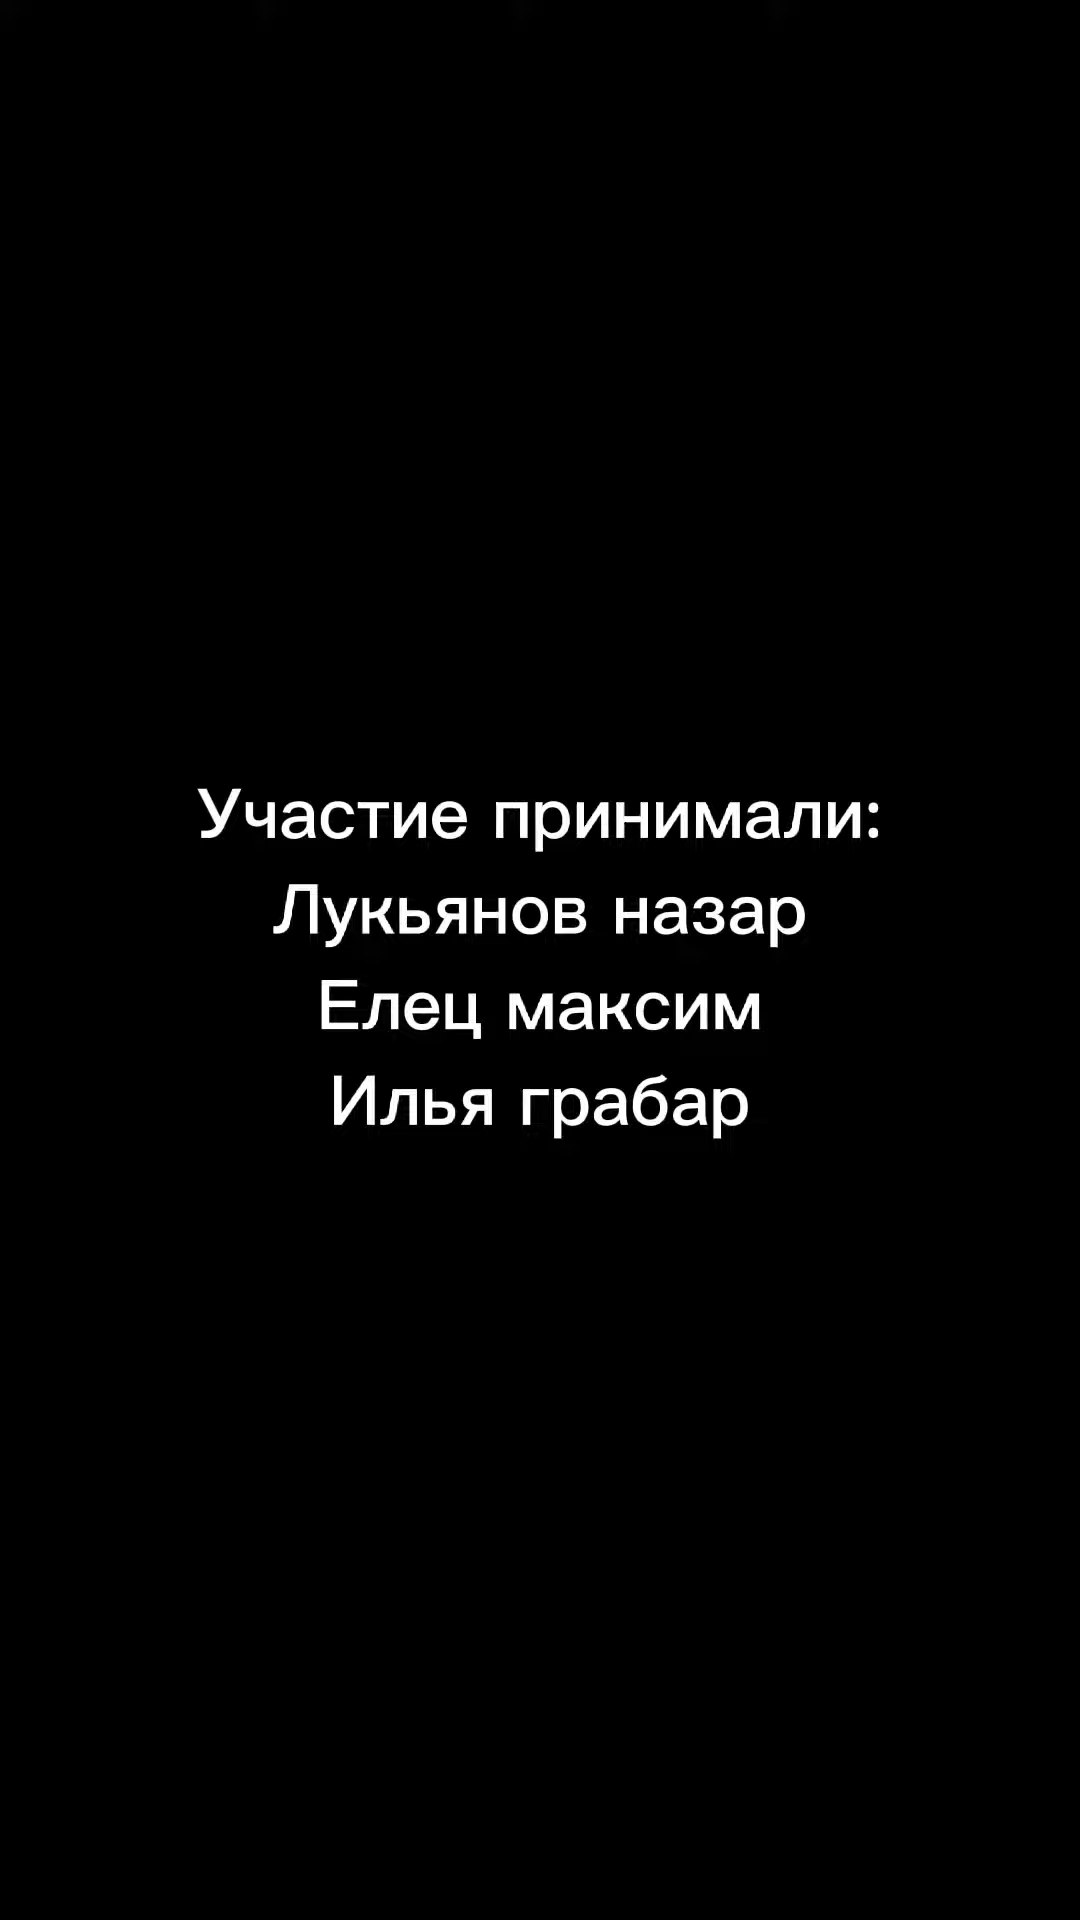 Участие принимали:
Лукьянов назар
Елец максим
Илья грабар